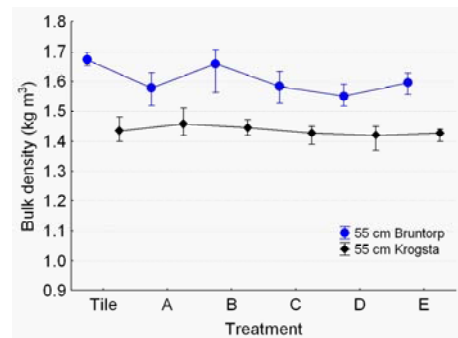 Bulk density (kg m³)
1.8
1.7
1.6
1.5
1.4
1.3
1.2
1.1
1.0
0.9
55 cm Bruntorp
55 cm Krogsta
Tile A B C D E
Treatment